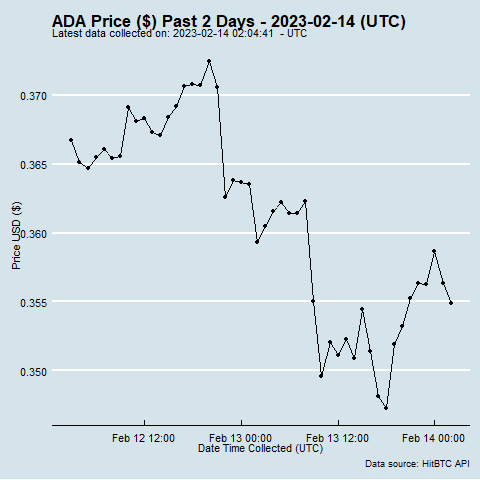 ADA Price ($) Past 2 Days - 2023-02-14 (UTC)
Latest data collected on: 2023-02-14 02:04:41 - UTC
Price USD ($)
0.370
0.365
0.360
0.355
0.350
Feb 12 12:00
Feb 13 00:00
Feb 13 12:00
Feb 14 00:00
Date Time Collected (UTC)
Data source: HitBTC API